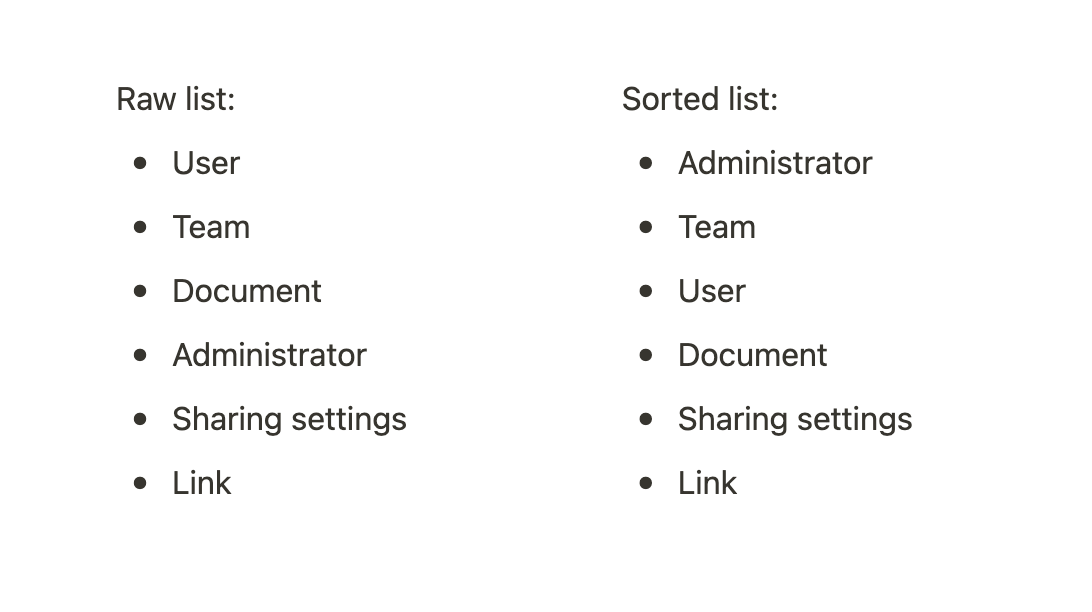 Raw list:
• User
• Team
• Document
• Administrator
• Sharing settings
• Link
Sorted list:
• Administrator
• Team
• User
• Document
• Sharing settings
• Link